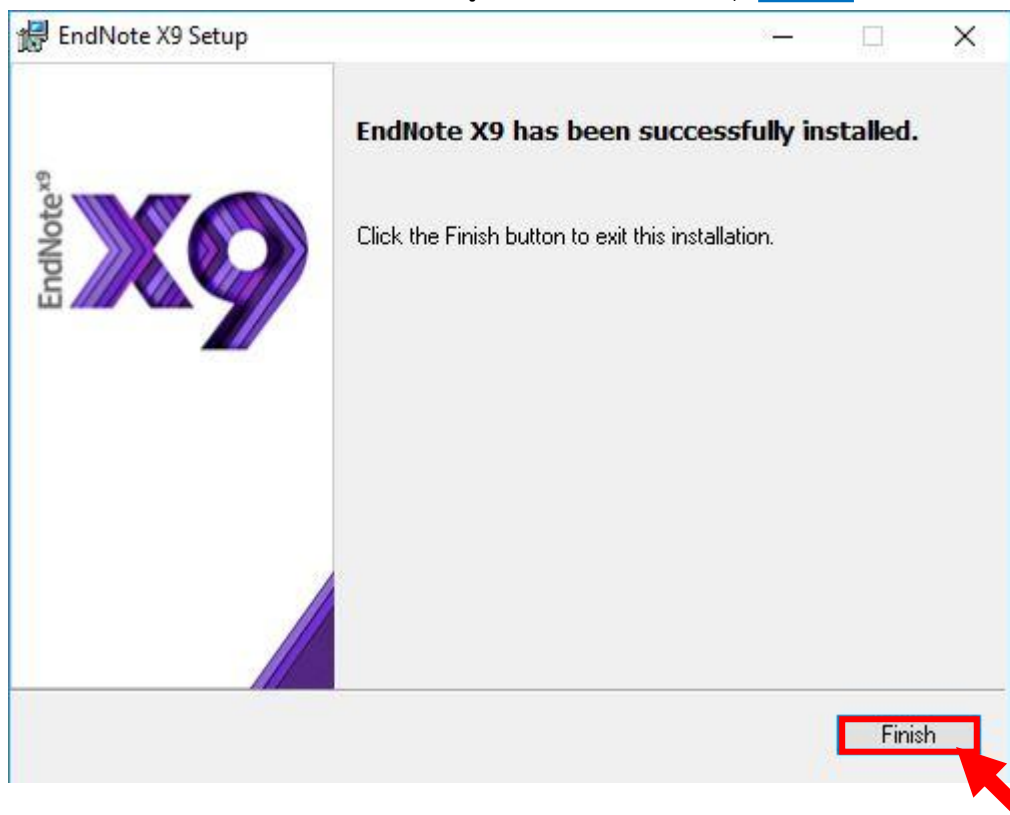 EndNote X9 Setup
EndNote X9 has been successfully installed.
EndNote x9
X9
Click the Finish button to exit this installation.
Finish